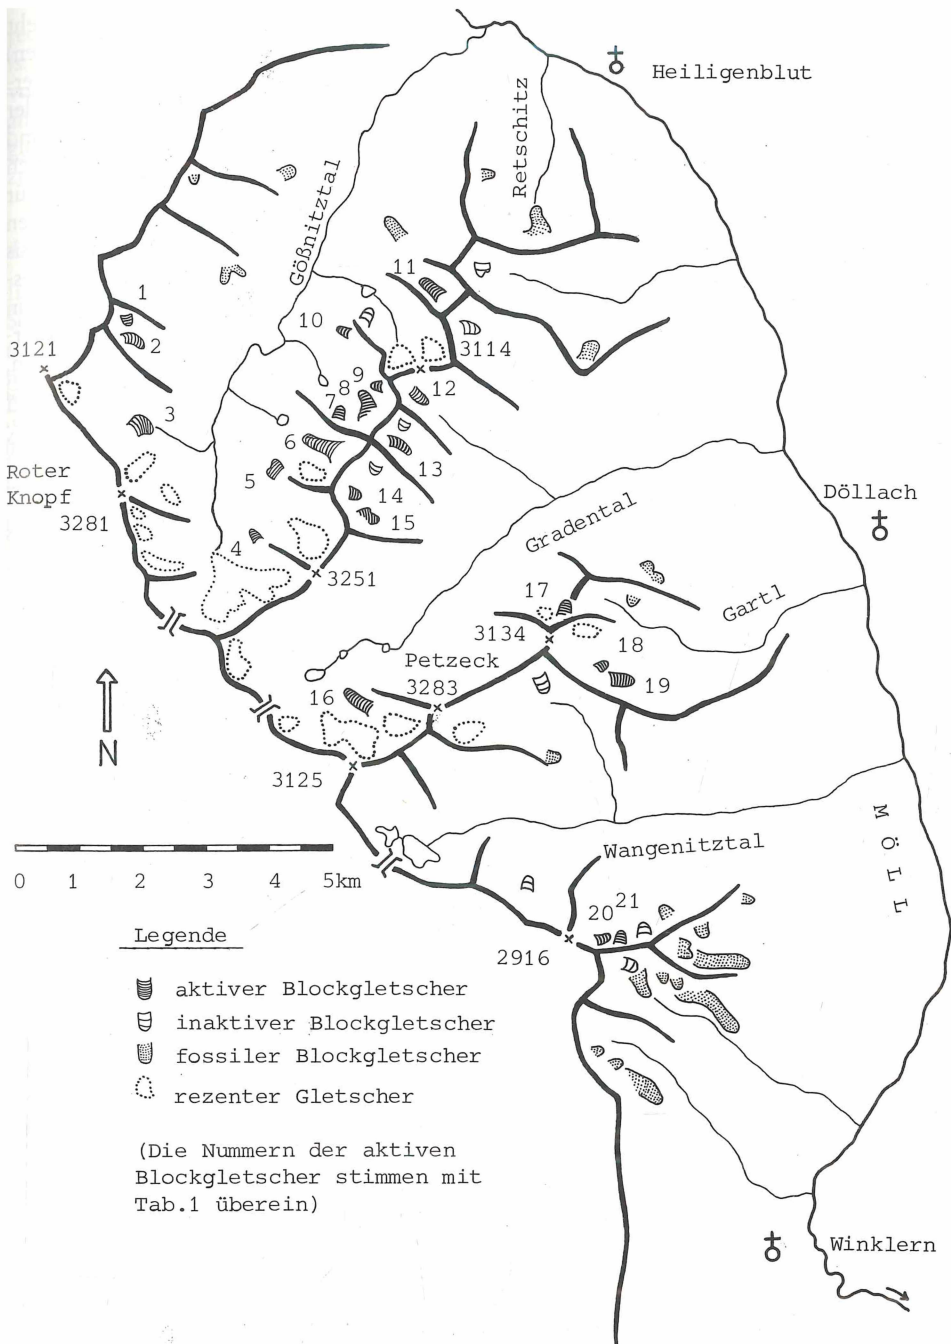 Heiligenblut
Retschitz
Gößnitztal
11
1
10
3121
2
3114
9
8
12
7
3
6
13
Roter
Knopf
5
14
Döllach
3281
15
Gradental
4
3251
17
Gartl
3134
18
Petzeck
3283
16
19
N
3125
MÖLL
Wangenitztal
0 1 2 3 4 5km
20 21
2916
Legende
aktiver Blockgletscher
inaktiver Blockgletscher
fossiler Blockgletscher
rezenter Gletscher
(Die Nummern der aktiven
Blockgletscher stimmen mit
Tab.1 überein)
Winklern